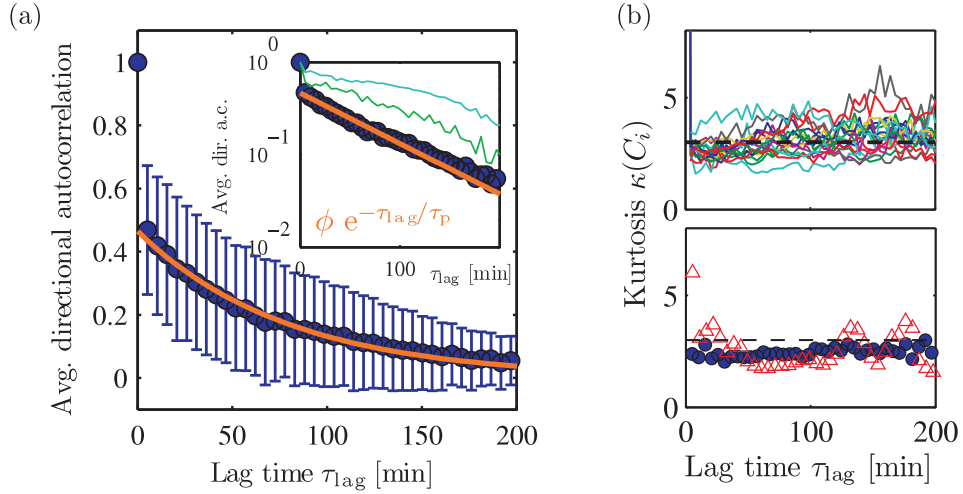 (a)
Avg. directional autocorrelation
1
0.8
0.6
0.4
0.2
0
0
50
100
150
200
Lag time τlag [min]
Avg. dir. a.c.
10^0
10^-1
10^-2
0
100
τlag [min]
ϕ e^−τlag/τp
(b)
Kurtosis κ(Ci)
5
0
5
0
0
100
200
Lag time τlag [min]